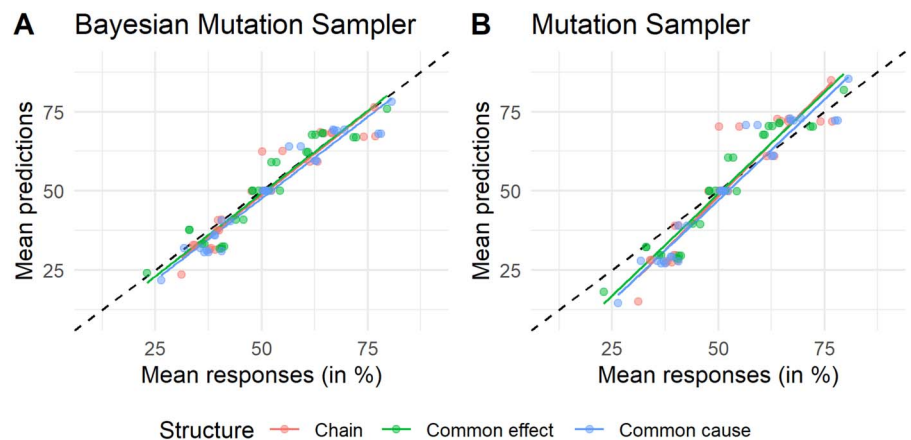 A Bayesian Mutation Sampler
Mean predictions
75
50
25
25 50 75
Mean responses (in %)
B Mutation Sampler
Mean predictions
75
50
25
25 50 75
Mean responses (in %)
Structure Chain Common effect Common cause